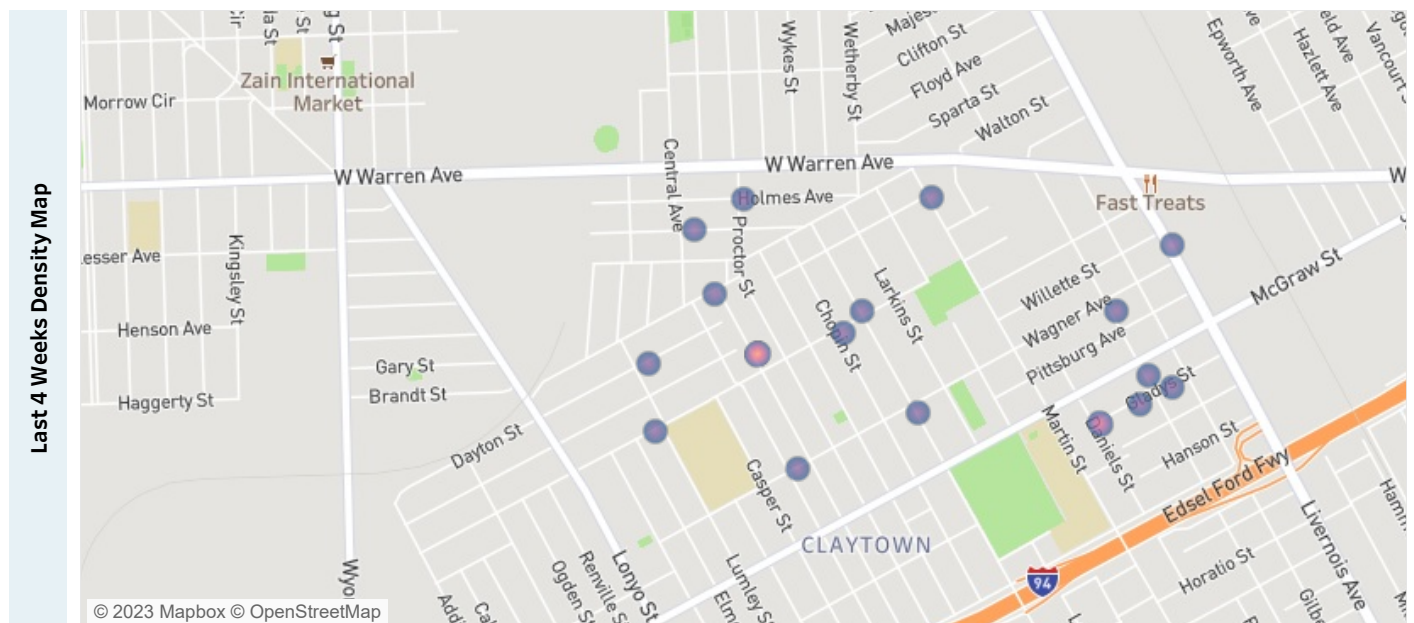 Last 4 Weeks Density Map
Zain International
Market
Morrow Cir
W Warren Ave
Kingsley St
Henson Ave
Haggerty St
Gary St
Brandt St
Dayton St
Central Ave
Proctor St
Holmes Ave
Wykes St
Wetherby St
W Warren Ave
Clifton St
Floyd Ave
Sparta St
Walton St
Epworth Ave
Hazlett Ave
Fast Treats
McGraw St
Larkins St
Chopin St
Willette St
Wagner Ave
Pittsburg Ave
Gladys St
Martin St
Daniels St
Hanson St
Edsel Ford Fwy
Livernois Ave
Horatio St
94
CLAYTOWN
Casper St
Lumley St
Lonyo St
Renville S
Ogden S
© 2023 Mapbox © OpenStreetMap